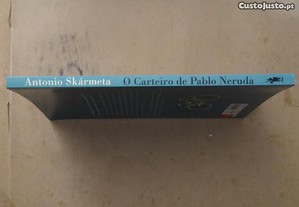 CustoJusto.pt
Antonio Skármeta O Carteiro de Pablo Neruda